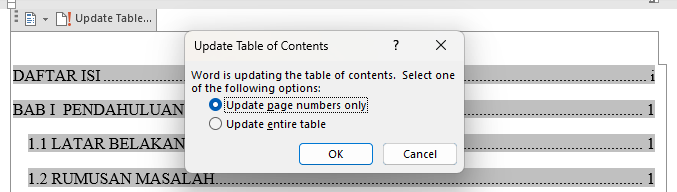 Update Table...
Update Table of Contents
Word is updating the table of contents. Select one
of the following options:
Update page numbers only
Update entire table
OK Cancel
DAFTAR ISI i
BAB I PENDAHULUAN 1
1.1 LATAR BELAKAN 1
1.2 RUMUSAN MASALAH 1